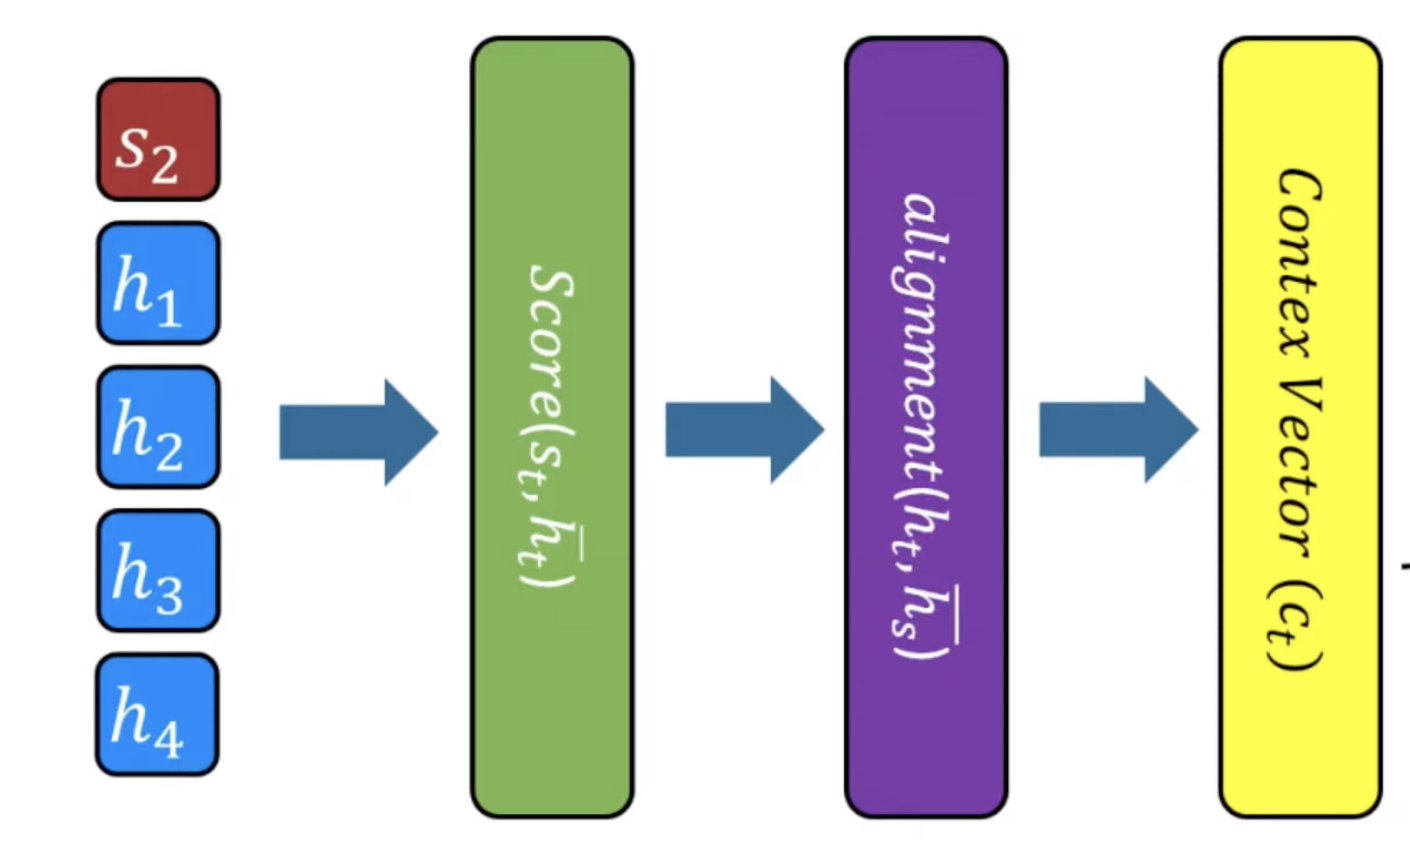 s₂
h₁
h₂
h₃
h₄
Score(sₜ, h̅ₜ)
alignment(hₜ, h̅ₛ)
Contex Vector (cₜ)